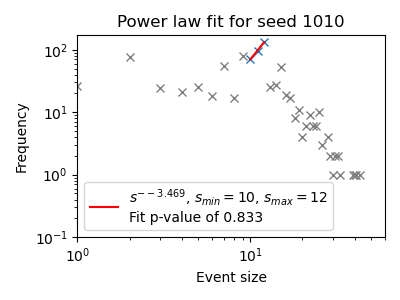 Power law fit for seed 1010
Frequency
10²
10¹
10⁰
10⁻¹
s^{--3.469}, s_{min} = 10, s_{max} = 12
Fit p-value of 0.833
10⁰ 10¹
Event size